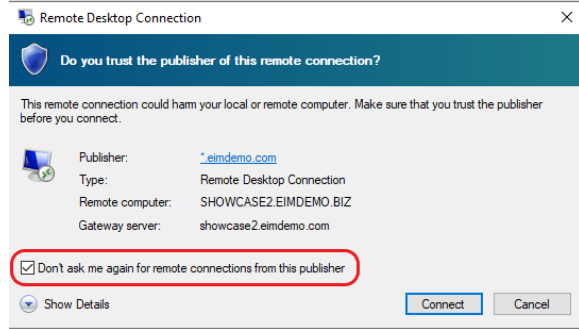 Remote Desktop Connection
Do you trust the publisher of this remote connection?
This remote connection could harm your local or remote computer. Make sure that you trust the publisher
before you connect.
Publisher: *.eimdemo.com
Type: Remote Desktop Connection
Remote computer: SHOWCASE2.EIMDEMO.BIZ
Gateway server: showcase2.eimdemo.com
Don't ask me again for remote connections from this publisher
Show Details Connect Cancel